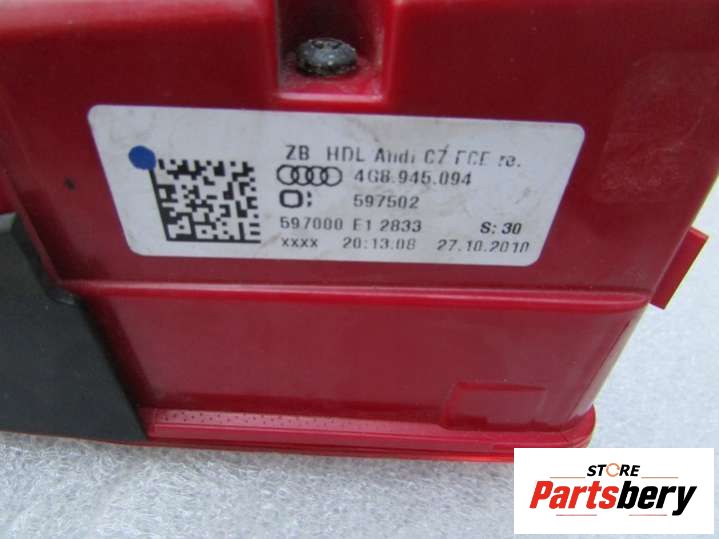 ZB HDL Audi C7 ECE re.
4G8.945.094
597502
597000 E1 2833 S: 30
xxxx 20:13:08 27.10.2010
STORE
Partsbery